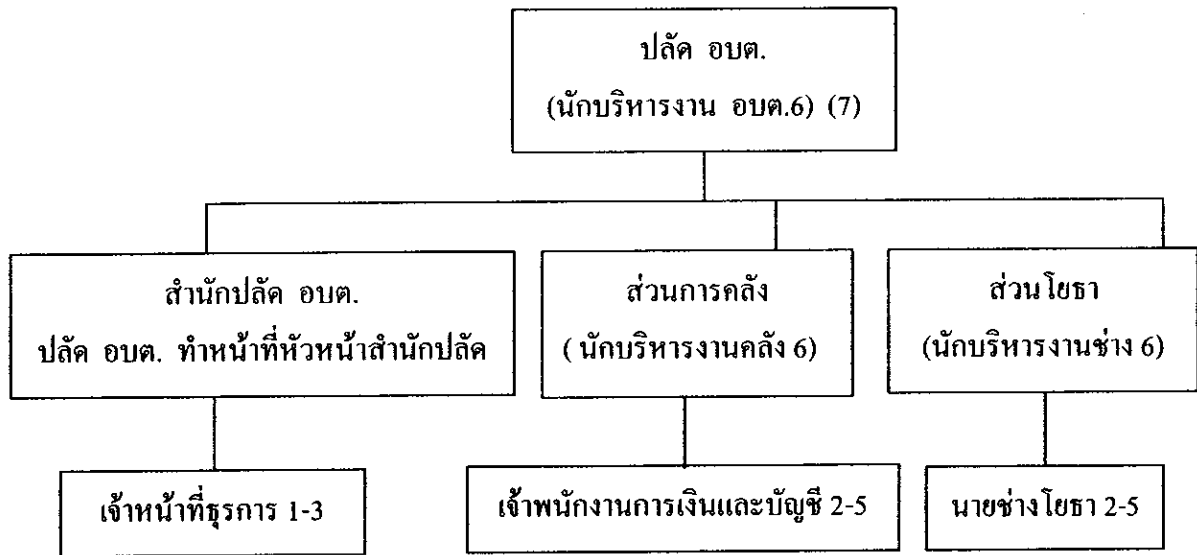 ปลัด อบต.
(นักบริหารงาน อบต.6) (7)
สำนักปลัด อบต.
ปลัด อบต. ทำหน้าที่หัวหน้าสำนักปลัด
ส่วนการคลัง
( นักบริหารงานคลัง 6)
ส่วนโยธา
(นักบริหารงานช่าง 6)
เจ้าหน้าที่ธุรการ 1-3
เจ้าพนักงานการเงินและบัญชี 2-5
นายช่างโยธา 2-5